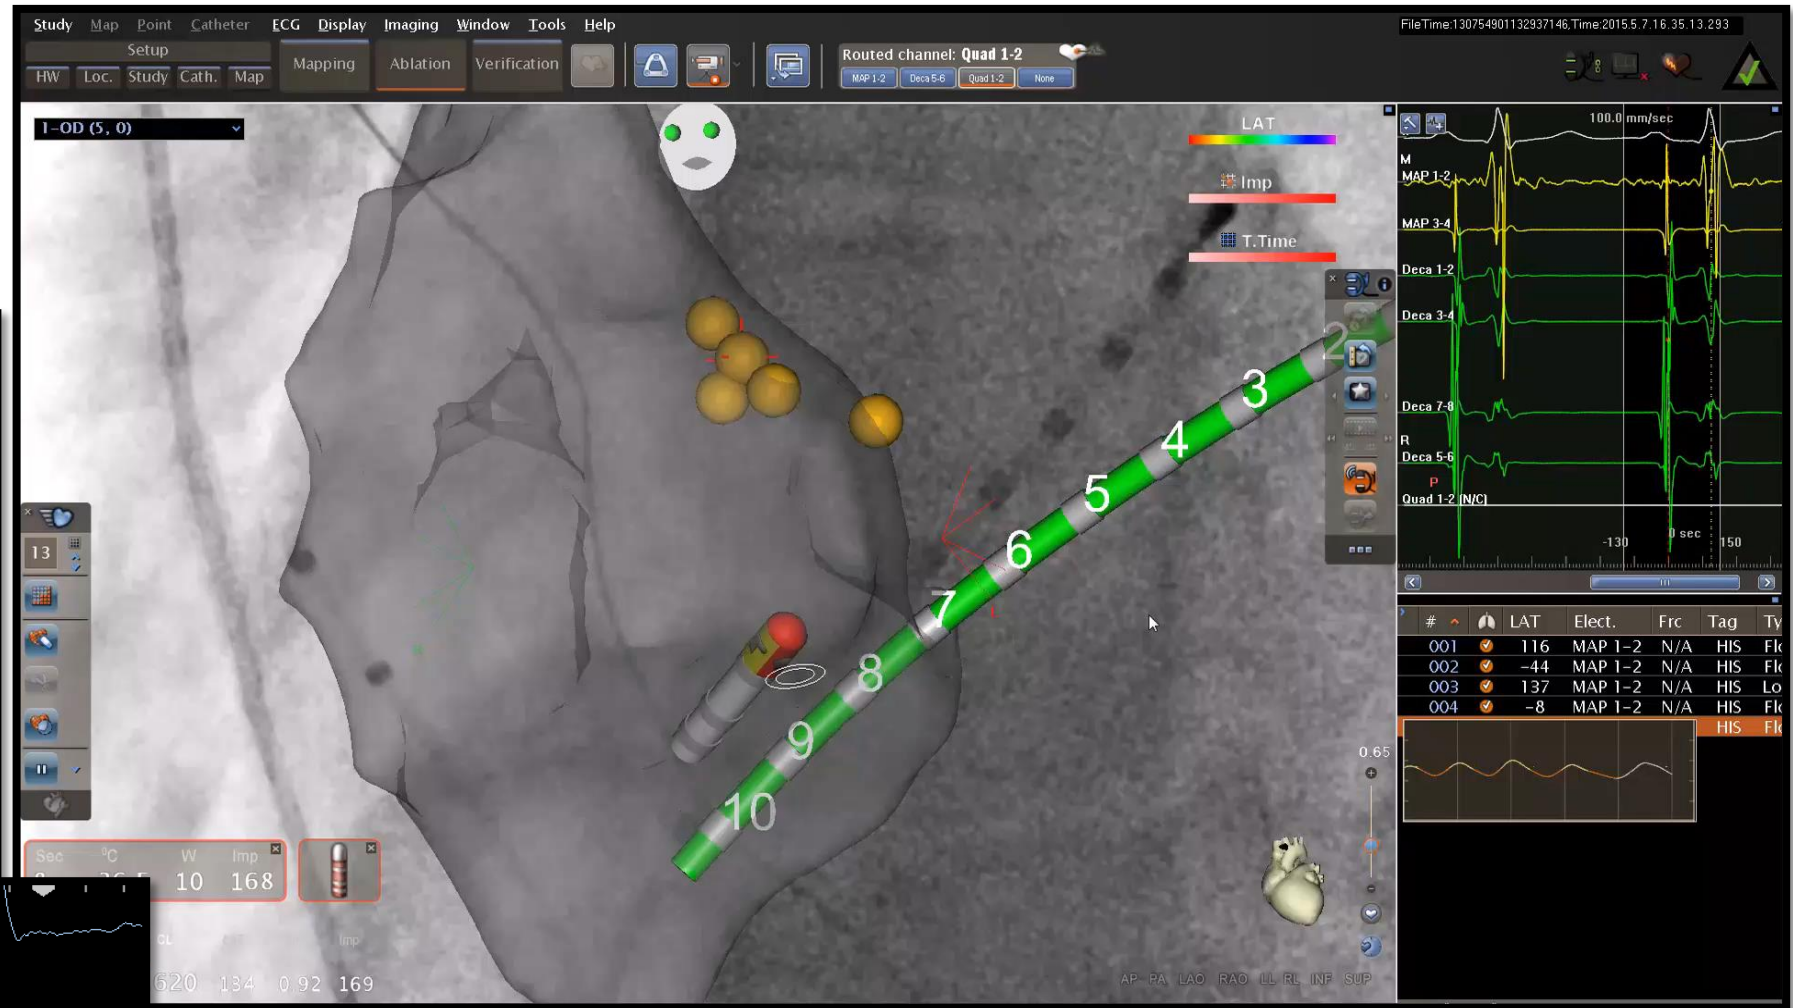 Study Map Point Catheter ECG Display Imaging Window Tools Help
FileTime:130754901132937146,Time:2015.5.7.16.35.13.293
Setup
HW Loc. Study Cath. Map
Mapping Ablation Verification
Routed channel: Quad 1-2
MAP 1-2 Deca 5-6 Quad 1-2 None
1-OD (5, 0)
LAT
Imp
T.Time
2
3
4
5
6
7
8
9
10
L
13
Sec °C W Imp
10 168
CL Imp
620 134 0.92 169
0.65
AP PA LAO RAO LL RL INF SUP
100.0 mm/sec
M
MAP 1-2
MAP 3-4
Deca 1-2
Deca 3-4
Deca 7-8
R
Deca 5-6
P
Quad 1-2 (N/C)
-130 0 sec 150
# LAT Elect. Frc Tag Ty
001 116 MAP 1-2 N/A HIS Flo
002 -44 MAP 1-2 N/A HIS Flo
003 137 MAP 1-2 N/A HIS Lo
004 -8 MAP 1-2 N/A HIS Flo
HIS Flo